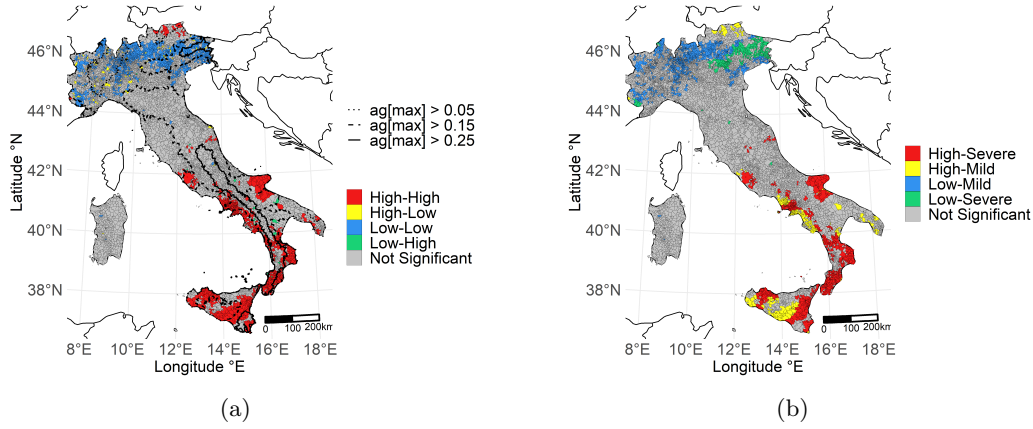 46°N
44°N
42°N
40°N
38°N
Latitude °N
8°E 10°E 12°E 14°E 16°E 18°E
Longitude °E
ag[max] > 0.05
ag[max] > 0.15
ag[max] > 0.25
High-High
High-Low
Low-Low
Low-High
Not Significant
0 100 200km
(a)
46°N
44°N
42°N
40°N
38°N
Latitude °N
8°E 10°E 12°E 14°E 16°E 18°E
Longitude °E
High-Severe
High-Mild
Low-Mild
Low-Severe
Not Significant
0 100 200km
(b)